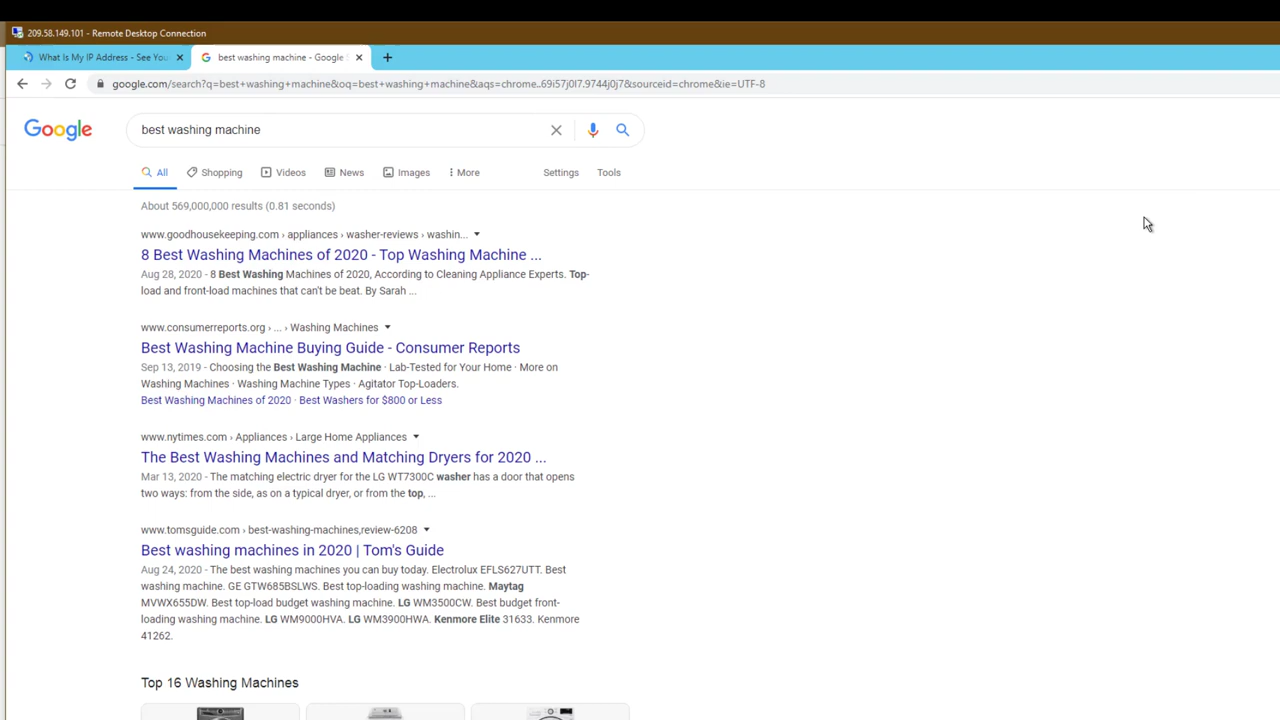 209.58.149.101 - Remote Desktop Connection
What Is My IP Address - See You
best washing machine - Google
google.com/search?q=best+washing+machine&oq=best+washing+machine&aqs=chrome..69i57j0l7.9744j0j7&sourceid=chrome&ie=UTF-8
Google
best washing machine
All Shopping Videos News Images More Settings Tools
About 569,000,000 results (0.81 seconds)
www.goodhousekeeping.com › appliances › washer-reviews › washin...
8 Best Washing Machines of 2020 - Top Washing Machine ...
Aug 28, 2020 - 8 Best Washing Machines of 2020, According to Cleaning Appliance Experts. Top-
load and front-load machines that can't be beat. By Sarah ...
www.consumerreports.org › ... › Washing Machines
Best Washing Machine Buying Guide - Consumer Reports
Sep 13, 2019 - Choosing the Best Washing Machine · Lab-Tested for Your Home · More on
Washing Machines · Washing Machine Types · Agitator Top-Loaders.
Best Washing Machines of 2020 · Best Washers for $800 or Less
www.nytimes.com › Appliances › Large Home Appliances
The Best Washing Machines and Matching Dryers for 2020 ...
Mar 13, 2020 - The matching electric dryer for the LG WT7300C washer has a door that opens
two ways: from the side, as on a typical dryer, or from the top, ...
www.tomsguide.com › best-washing-machines,review-6208
Best washing machines in 2020 | Tom's Guide
Aug 24, 2020 - The best washing machines you can buy today. Electrolux EFLS627UTT. Best
washing machine. GE GTW685BSLWS. Best top-loading washing machine. Maytag
MVWX655DW. Best top-load budget washing machine. LG WM3500CW. Best budget front-
loading washing machine. LG WM9000HVA. LG WM3900HWA. Kenmore Elite 31633. Kenmore
41262.
Top 16 Washing Machines